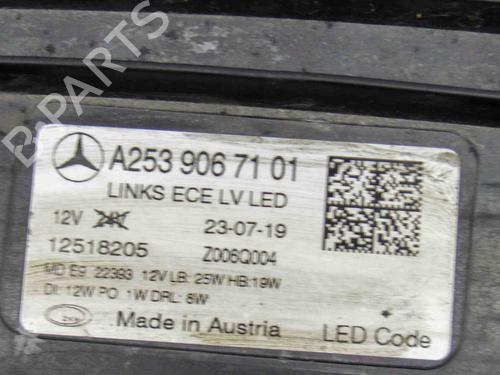 B-PARTS
A253 906 71 01
LINKS ECE LV LED
12V 24V 23-07-19
12518205 Z006Q004
MD E9 22393 12V LB: 25W HB: 19W
DI: 12W PO: 1W DRL: 8W
Made in Austria LED Code